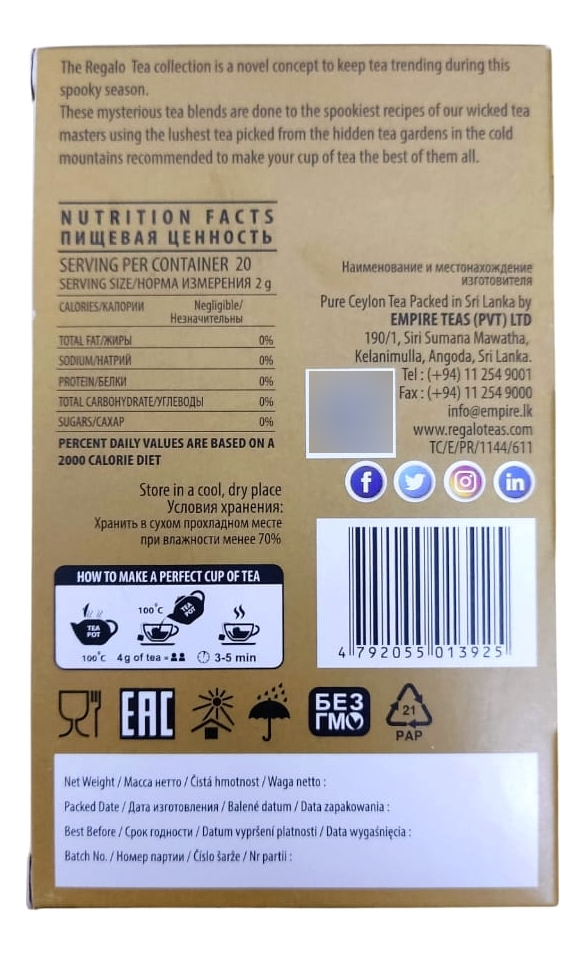 The Regalo Tea collection is a novel concept to keep tea trending during this
spooky season.
These mysterious tea blends are done to the spookiest recipes of our wicked tea
masters using the lushest tea picked from the hidden tea gardens in the cold
mountains recommended to make your cup of tea the best of them all.
NUTRITION FACTS
ПИЩЕВАЯ ЦЕННОСТЬ
SERVING PER CONTAINER 20
SERVING SIZE/НОРМА ИЗМЕРЕНИЯ 2 g
CALORIES/КАЛОРИИ Negligible/
Незначительны
TOTAL FAT/ЖИРЫ 0%
SODIUM/НАТРИЙ 0%
PROTEIN/БЕЛКИ 0%
TOTAL CARBOHYDRATE/УГЛЕВОДЫ 0%
SUGARS/САХАР 0%
PERCENT DAILY VALUES ARE BASED ON A
2000 CALORIE DIET
Store in a cool, dry place
Условия хранения:
Хранить в сухом прохладном месте
при влажности менее 70%
Наименование и местонахождение
изготовителя
Pure Ceylon Tea Packed in Sri Lanka by
EMPIRE TEAS (PVT) LTD
190/1, Siri Sumana Mawatha,
Kelanimulla, Angoda, Sri Lanka.
Tel : (+94) 11 254 9001
Fax : (+94) 11 254 9000
info@empire.lk
www.regaloteas.com
TC/E/PR/1144/611
f in
HOW TO MAKE A PERFECT CUP OF TEA
TEA POT 100°C TEA POT
100°C 4g of tea = 3-5 min
4 792055 013925
EAC БЕЗ ГМО 21 PAP
Net Weight / Масса нетто / Čistá hmotnost / Waga netto :
Packed Date / Дата изготовления / Balené datum / Data zapakowania :
Best Before / Срок годности / Datum vypršení platnosti / Data wygaśnięcia :
Batch No. / Номер партии / Číslo šarže / Nr partii :